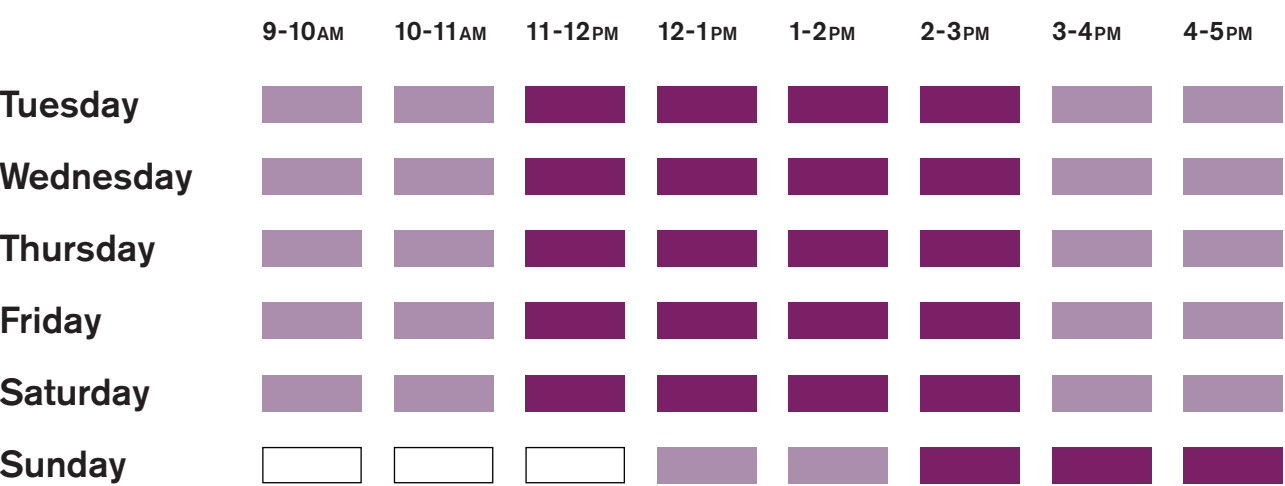 9-10AM 10-11AM 11-12PM 12-1PM 1-2PM 2-3PM 3-4PM 4-5PM
Tuesday
Wednesday
Thursday
Friday
Saturday
Sunday